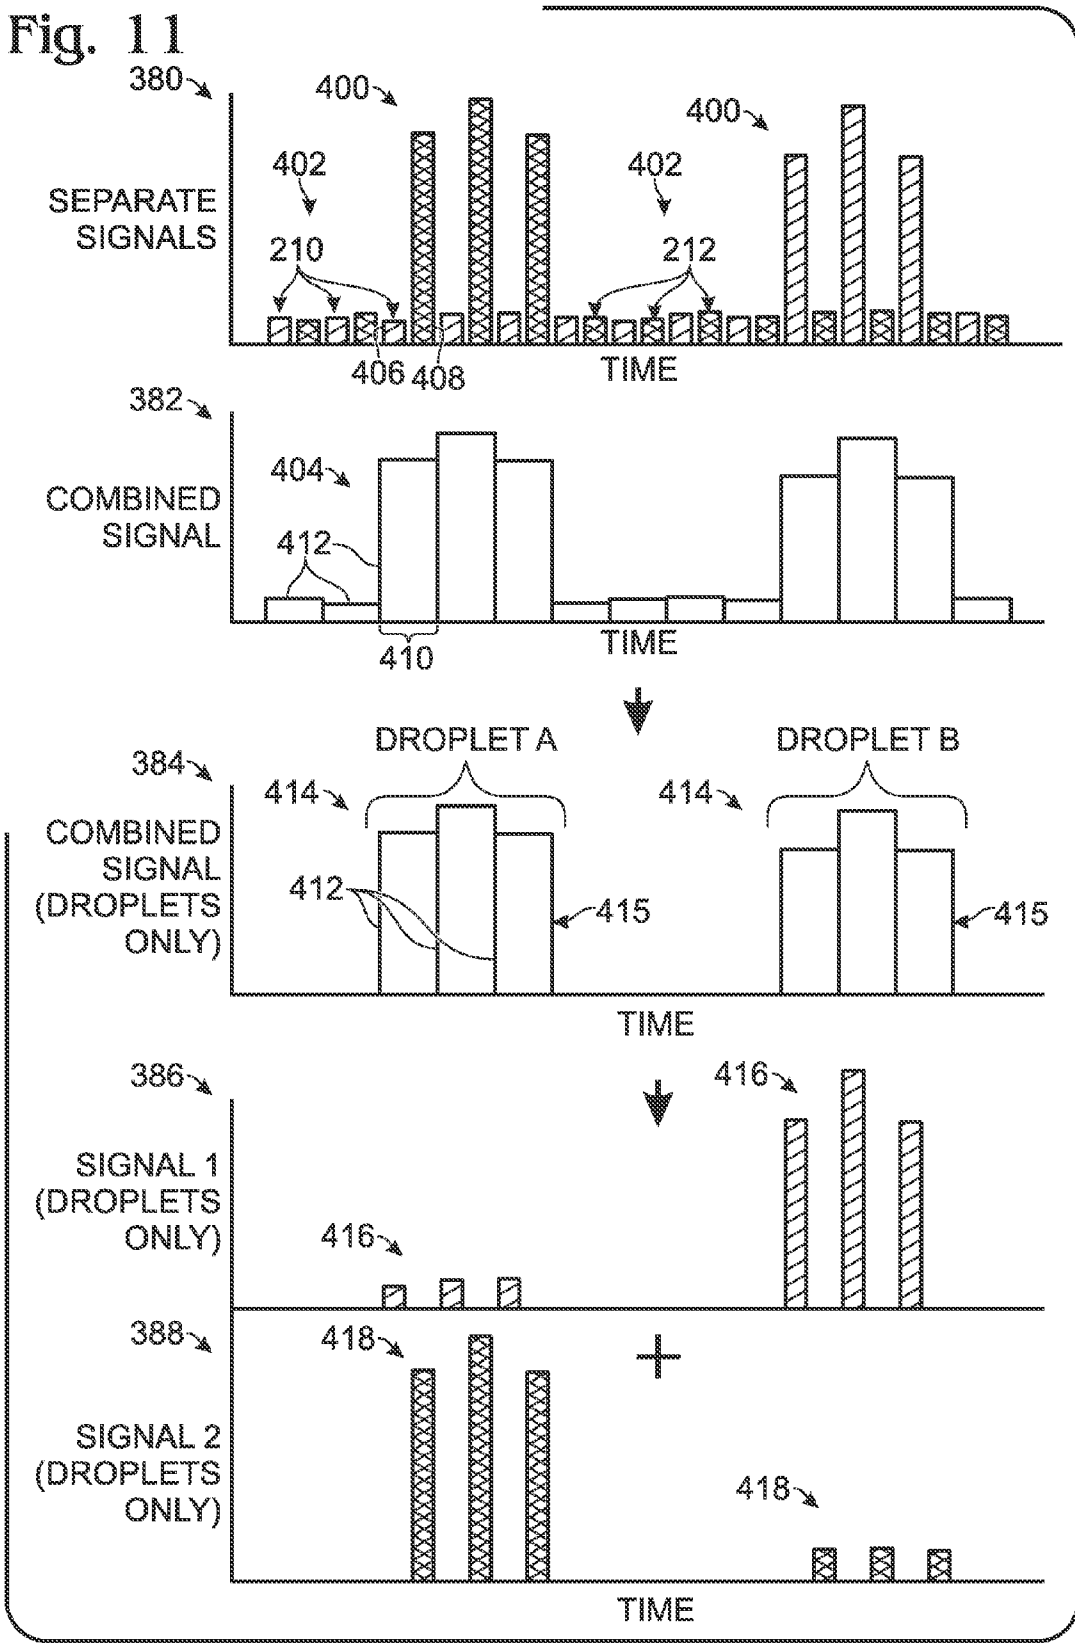 Fig. 11
380
400
400
402
402
SEPARATE
SIGNALS
210
212
406
408
TIME
382
404
COMBINED
SIGNAL
412
410
TIME
DROPLET A
DROPLET B
384
414
414
COMBINED
SIGNAL
(DROPLETS
ONLY)
412
415
415
TIME
386
416
SIGNAL 1
(DROPLETS
ONLY)
416
388
418
+
SIGNAL 2
(DROPLETS
ONLY)
418
TIME